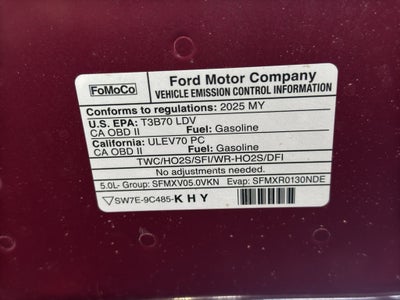 FoMoCo
Ford Motor Company
VEHICLE EMISSION CONTROL INFORMATION
Conforms to regulations: 2025 MY
U.S. EPA: T3B70 LDV
CA OBD II Fuel: Gasoline
California: ULEV70 PC
CA OBD II Fuel: Gasoline
TWC/HO2S/SFI/WR-HO2S/DFI
No adjustments needed.
5.0L- Group: SFMXV05.0VKN Evap: SFMXR0130NDE
SW7E-9C485-KHY